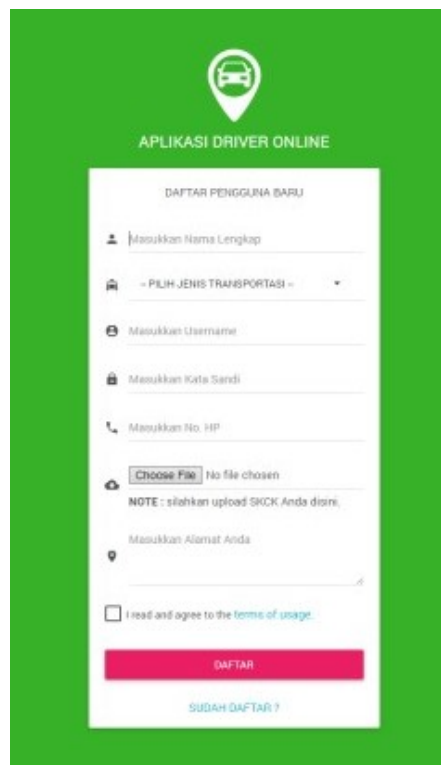 APLIKASI DRIVER ONLINE
DAFTAR PENGGUNA BARU
Masukkan Nama Lengkap
-- PILIH JENIS TRANSPORTASI --
Masukkan Username
Masukkan Kata Sandi
Masukkan No. HP
Choose File No file chosen
NOTE : silahkan upload SKCK Anda disini.
Masukkan Alamat Anda
I read and agree to the terms of usage.
DAFTAR
SUDAH DAFTAR ?